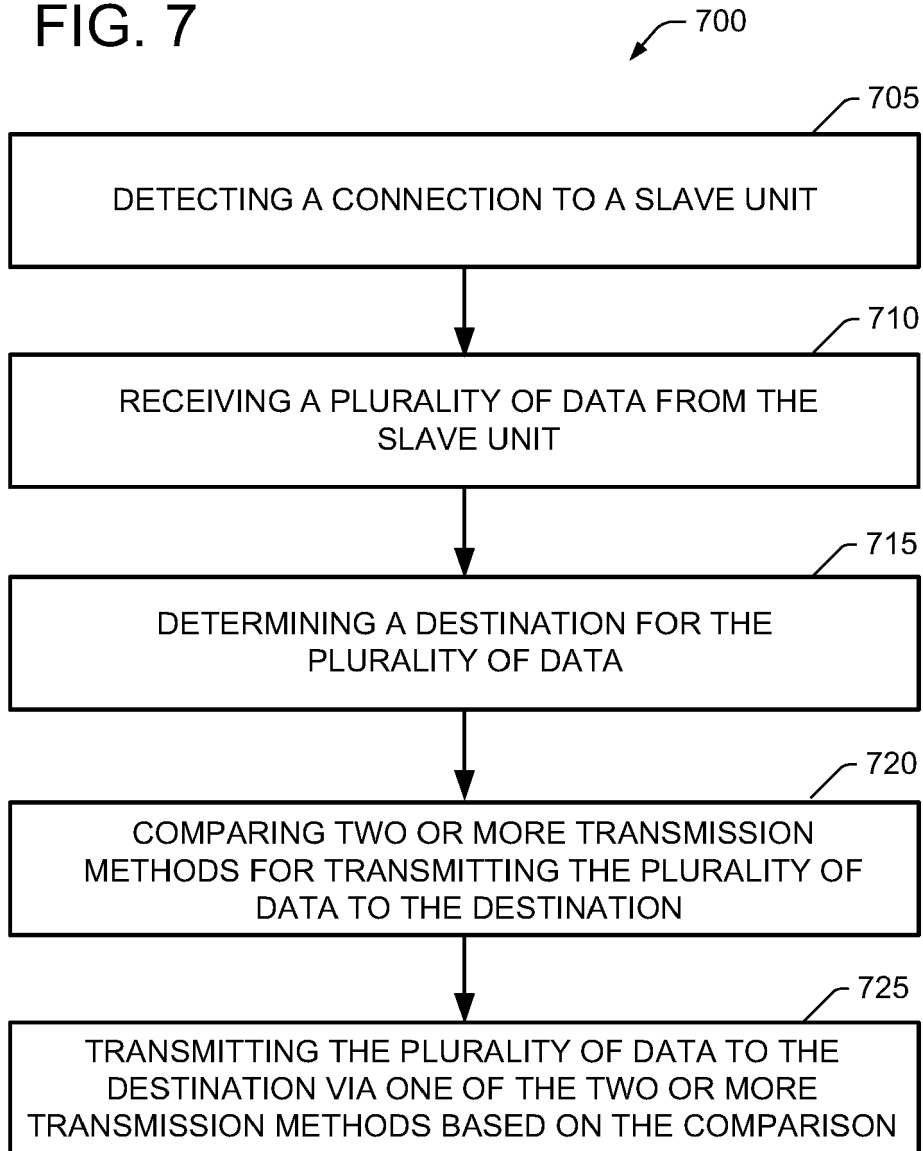 FIG. 7
700
705
DETECTING A CONNECTION TO A SLAVE UNIT
710
RECEIVING A PLURALITY OF DATA FROM THE
SLAVE UNIT
715
DETERMINING A DESTINATION FOR THE
PLURALITY OF DATA
720
COMPARING TWO OR MORE TRANSMISSION
METHODS FOR TRANSMITTING THE PLURALITY OF
DATA TO THE DESTINATION
725
TRANSMITTING THE PLURALITY OF DATA TO THE
DESTINATION VIA ONE OF THE TWO OR MORE
TRANSMISSION METHODS BASED ON THE COMPARISON